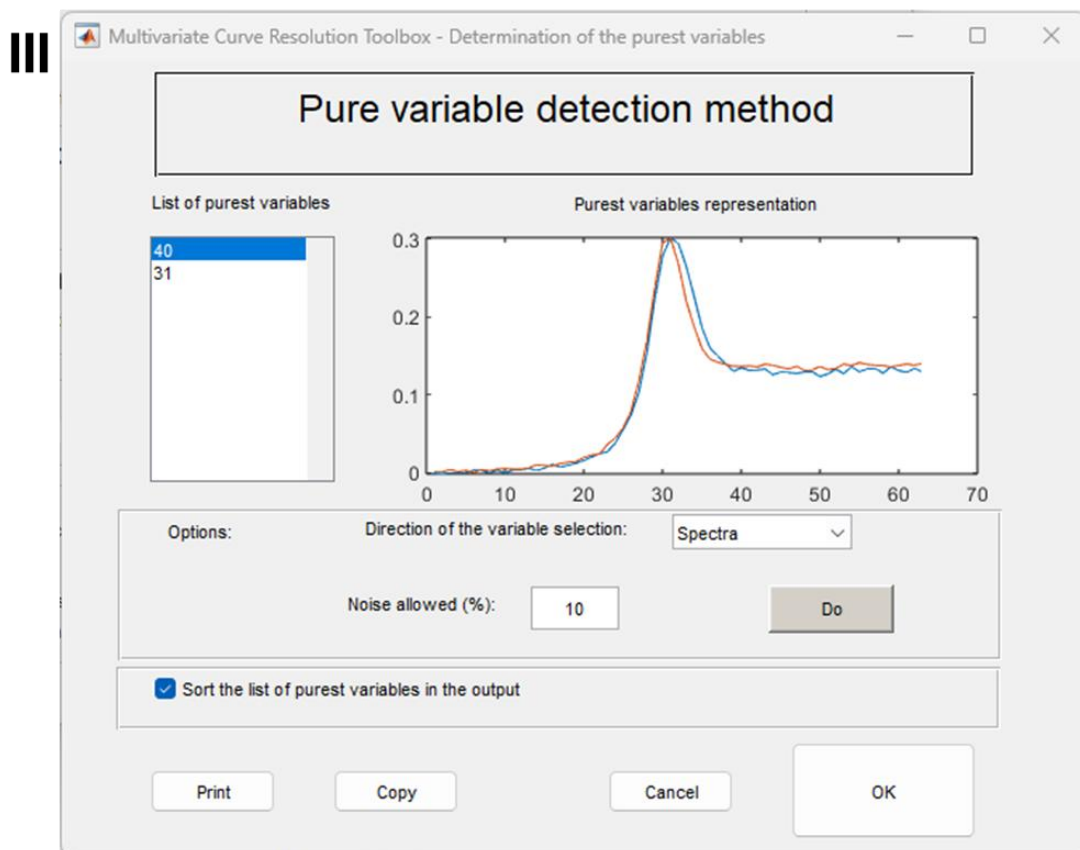 III
Multivariate Curve Resolution Toolbox - Determination of the purest variables
Pure variable detection method
List of purest variables
Purest variables representation
40
31
0.3
0.2
0.1
0
0 10 20 30 40 50 60 70
Options:
Direction of the variable selection:
Spectra
Noise allowed (%):
10
Do
Sort the list of purest variables in the output
Print
Copy
Cancel
OK